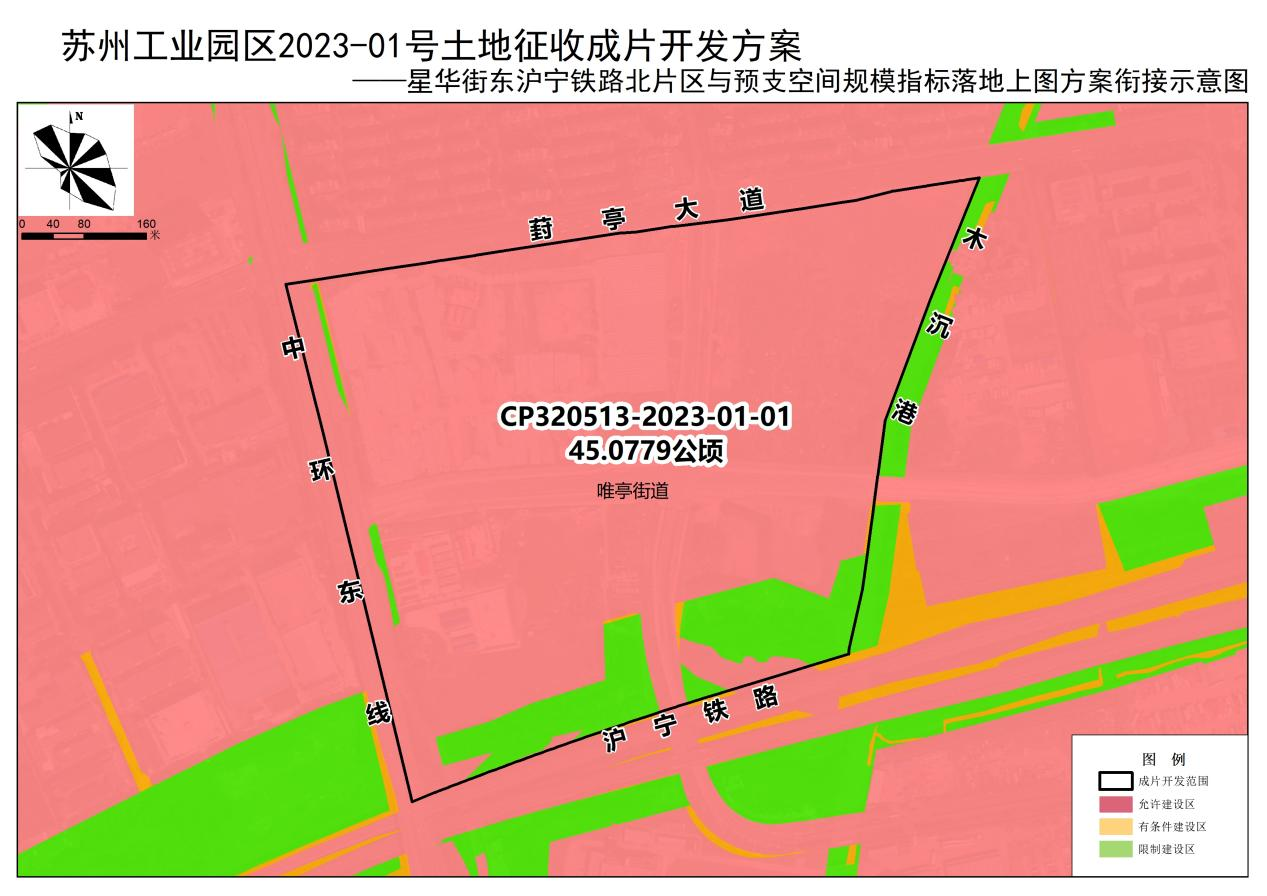 苏州工业园区2023-01号土地征收成片开发方案
——星华街东沪宁铁路北片区与预支空间规模指标落地上图方案衔接示意图
N
0 40 80 160
米
葑亭大道
木沉港
中环东线
CP320513-2023-01-01
45.0779公顷
唯亭街道
沪宁铁路
图 例
成片开发范围
允许建设区
有条件建设区
限制建设区